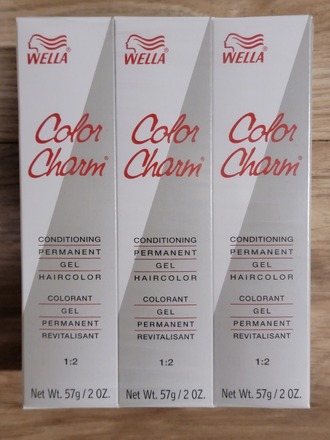 WELLA
Color
Charm®
CONDITIONING
PERMANENT
GEL
HAIRCOLOR
COLORANT
GEL
PERMANENT
REVITALISANT
1:2
Net Wt. 57g/2 OZ.
WELLA
Color
Charm®
CONDITIONING
PERMANENT
GEL
HAIRCOLOR
COLORANT
GEL
PERMANENT
REVITALISANT
1:2
Net Wt. 57g/2 OZ.
WELLA
Color
Charm®
CONDITIONING
PERMANENT
GEL
HAIRCOLOR
COLORANT
GEL
PERMANENT
REVITALISANT
1:2
Net Wt. 57g/2 OZ.